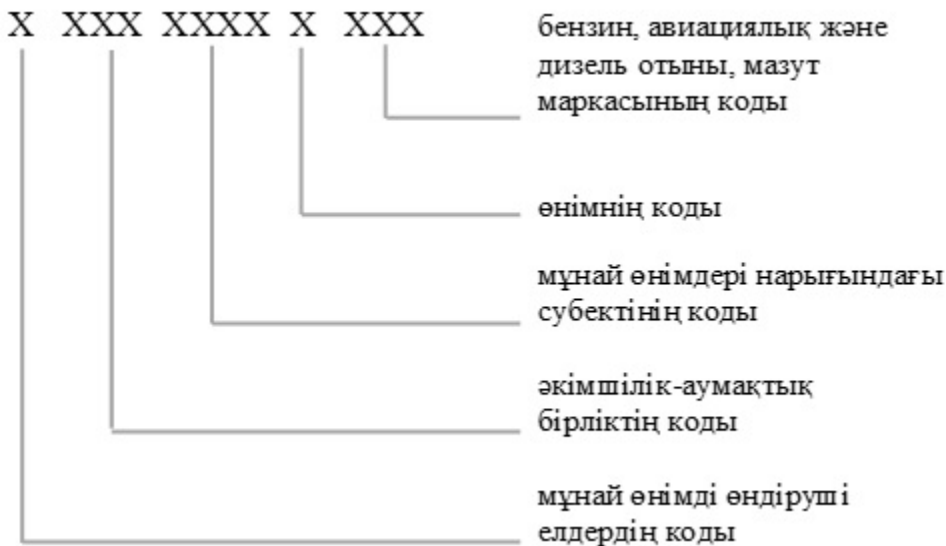 X XXX XXXX X XXX
бензин, авиациялық және
дизель отыны, мазут
маркасының коды
өнімнің коды
мұнай өнімдері нарығындағы
субектінің коды
әкімшілік-аумақтық
бірліктің коды
мұнай өнімді өндіруші
елдердің коды